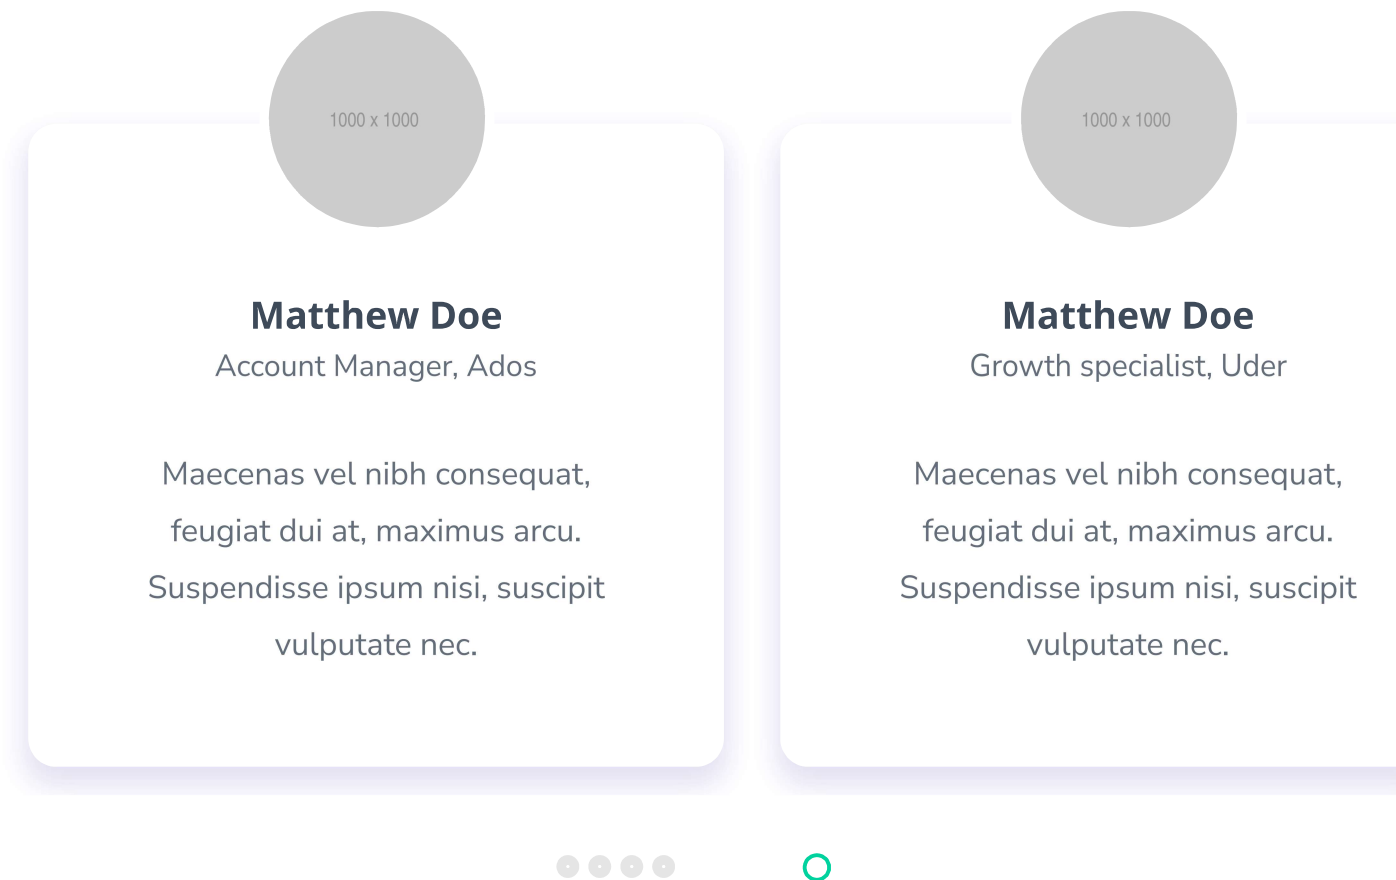 1000 x 1000
Matthew Doe
Account Manager, Ados
Maecenas vel nibh consequat,
feugiat dui at, maximus arcu.
Suspendisse ipsum nisi, suscipit
vulputate nec.
1000 x 1000
Matthew Doe
Growth specialist, Uder
Maecenas vel nibh consequat,
feugiat dui at, maximus arcu.
Suspendisse ipsum nisi, suscipit
vulputate nec.